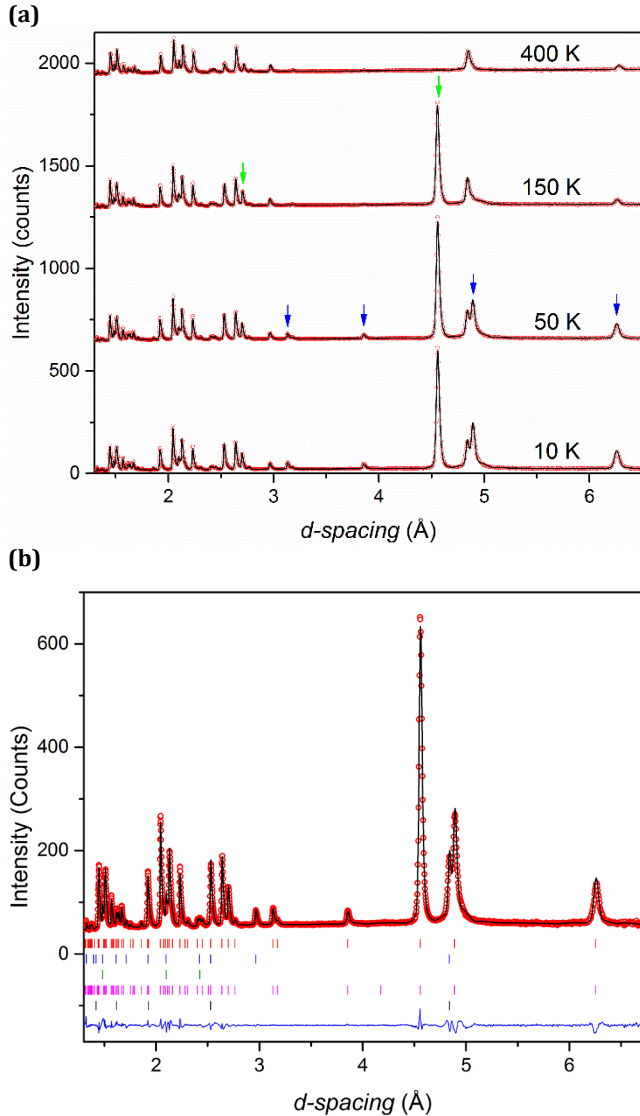 (a)
2000
1500
1000
500
0
Intensity (counts)
400 K
150 K
50 K
10 K
2 3 4 5 6
d-spacing (Å)
(b)
600
400
200
0
Intensity (Counts)
2 3 4 5 6
d-spacing (Å)